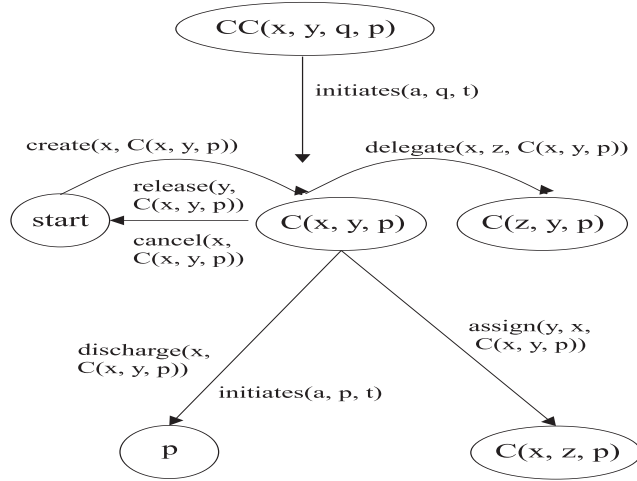 CC(x, y, q, p)
initiates(a, q, t)
create(x, C(x, y, p))
delegate(x, z, C(x, y, p))
release(y,
C(x, y, p))
start
C(x, y, p)
C(z, y, p)
cancel(x,
C(x, y, p))
assign(y, x,
C(x, y, p))
discharge(x,
C(x, y, p))
initiates(a, p, t)
p
C(x, z, p)